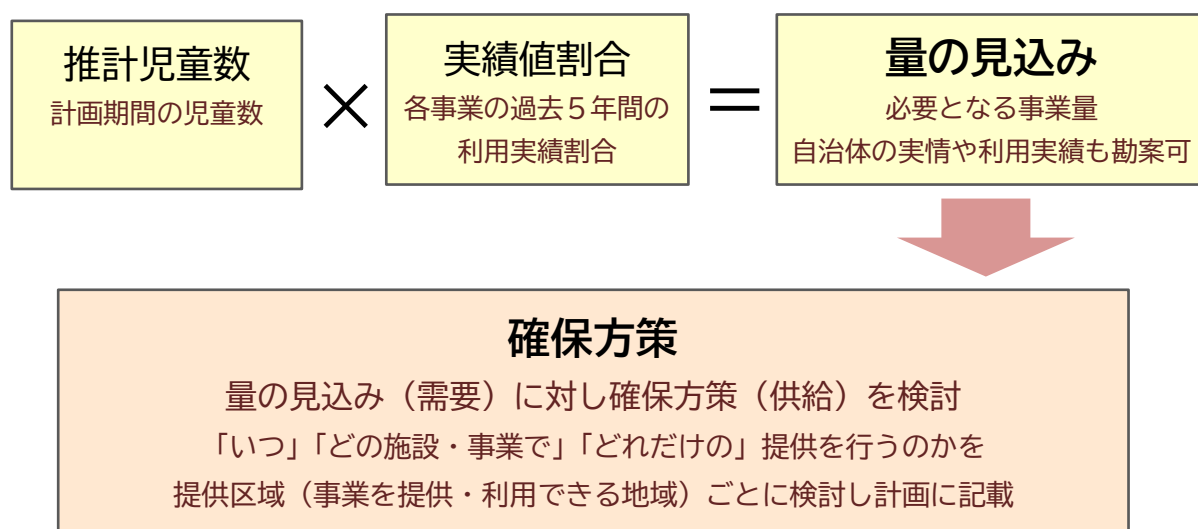 推計児童数
計画期間の児童数
×
実績値割合
各事業の過去５年間の
利用実績割合
＝
量の見込み
必要となる事業量
自治体の実情や利用実績も勘案可
確保方策
量の見込み（需要）に対し確保方策（供給）を検討
「いつ」「どの施設・事業で」「どれだけの」提供を行うのかを
提供区域（事業を提供・利用できる地域）ごとに検討し計画に記載